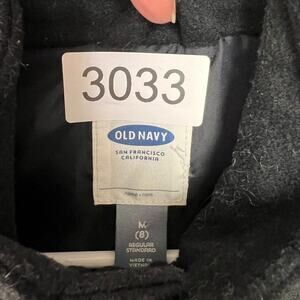 3033
OLD NAVY
SAN FRANCISCO
CALIFORNIA
M
(8)
REGULAR
STANDARD
MADE IN
VIETNAM